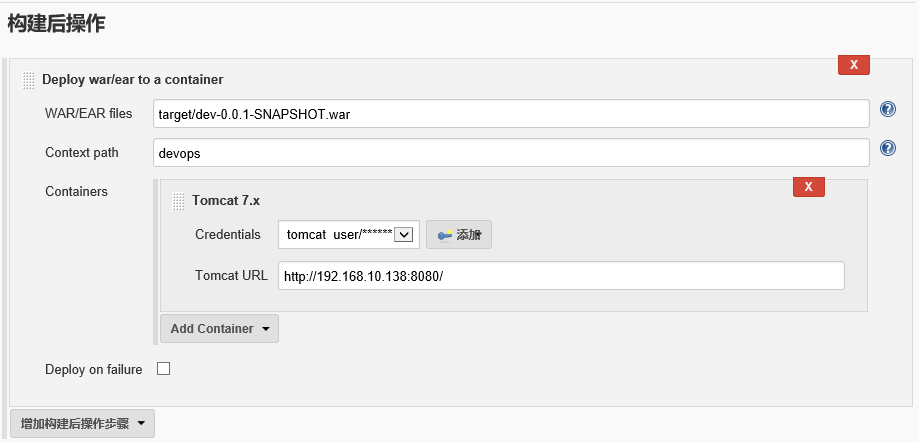 构建后操作
X
Deploy war/ear to a container
WAR/EAR files
target/dev-0.0.1-SNAPSHOT.war
?
Context path
devops
?
Containers
X
Tomcat 7.x
Credentials
tomcat user/******
添加
Tomcat URL
http://192.168.10.138:8080/
Add Container
Deploy on failure
增加构建后操作步骤